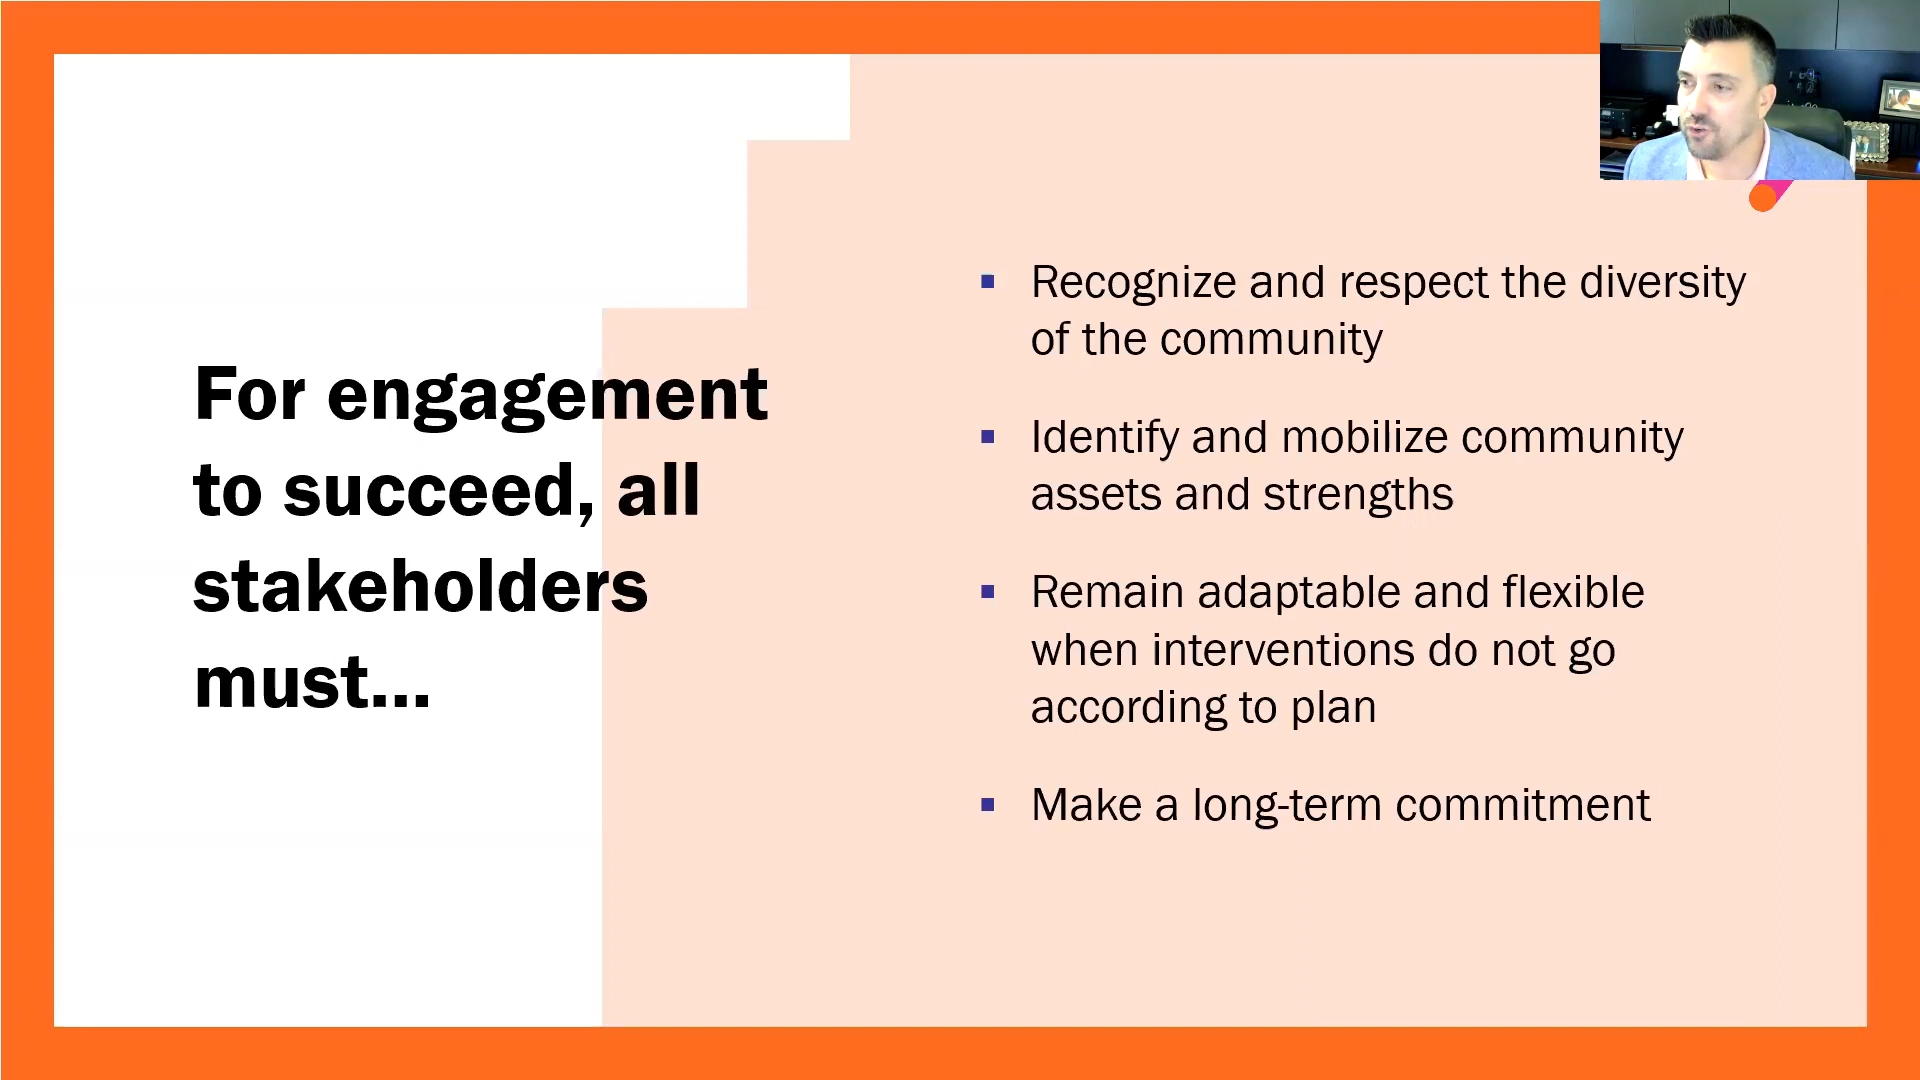 For engagement
to succeed, all
stakeholders
must...
▪ Recognize and respect the diversity
of the community
▪ Identify and mobilize community
assets and strengths
▪ Remain adaptable and flexible
when interventions do not go
according to plan
▪ Make a long-term commitment